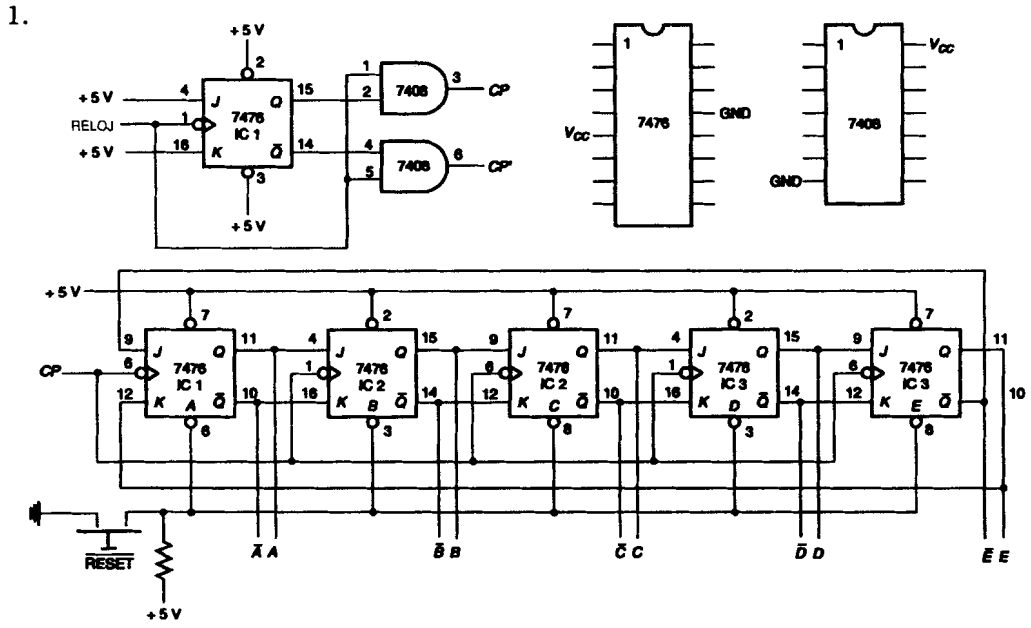 1.
+5 V
2
+5 V 4 J Q 15
1 2 7408 3 CP
RELOJ 1 7476 IC 1
+5 V 16 K Q̄ 14
4 5 7408 6 CP'
3
+5 V
1 7476 VCC GND
1 7408 VCC GND
+5 V
7 2 7 2 7
9 J Q 11 4 J Q 15 9 J Q 11 4 J Q 15 9 J Q 11
CP 6 7476 1 7476 6 7476 1 7476 6 7476
IC 1 IC 2 IC 2 IC 3 IC 3
12 K A Q̄ 10 16 K B Q̄ 14 12 K C Q̄ 10 16 K D Q̄ 14 12 K E Q̄ 10
6 3 8 3 8
R̅E̅S̅E̅T̅ Ā A B̄ B C̄ C D̄ D Ē E
+5 V